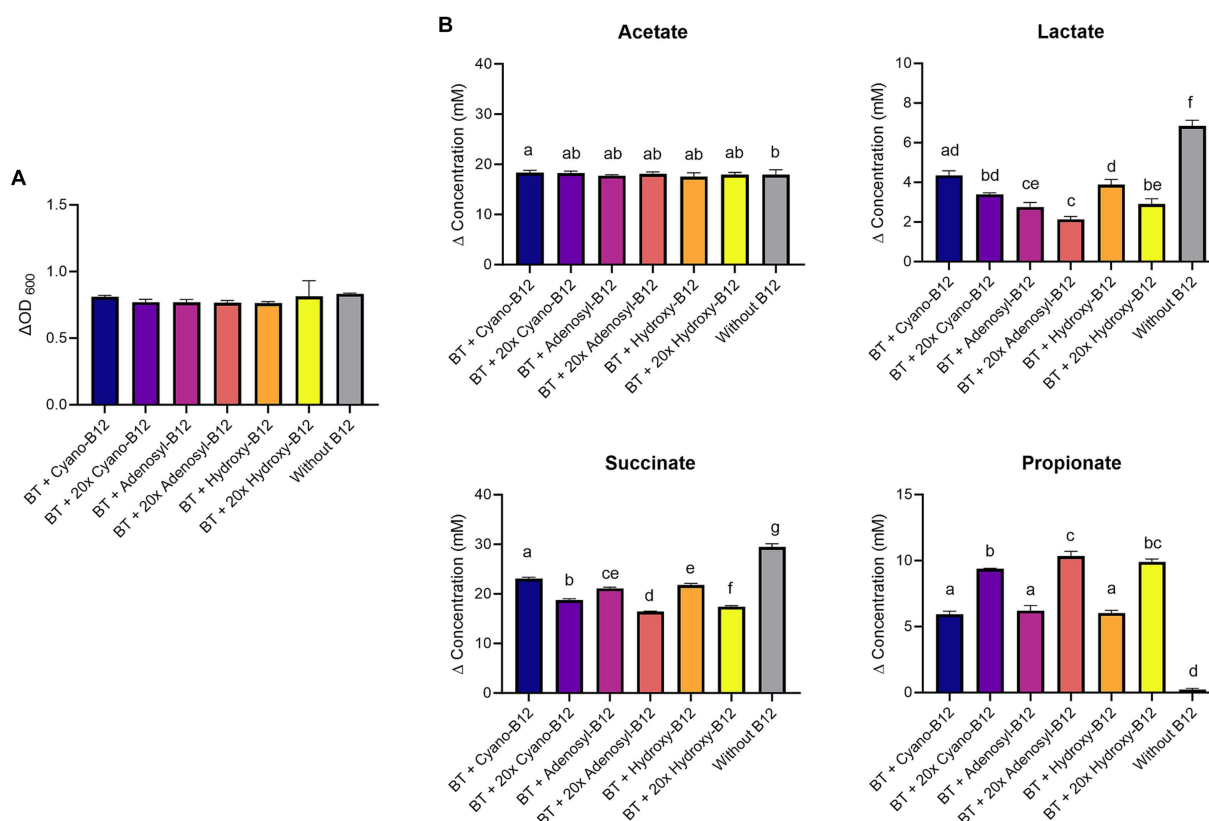 A
1.5
1.0
0.5
0.0
ΔOD 600
BT + Cyano-B12
BT + 20x Cyano-B12
BT + Adenosyl-B12
BT + 20x Adenosyl-B12
BT + Hydroxy-B12
BT + 20x Hydroxy-B12
Without B12
B
Acetate
40
30
20
10
0
Δ Concentration (mM)
a ab ab ab ab ab b
BT + Cyano-B12
BT + 20x Cyano-B12
BT + Adenosyl-B12
BT + 20x Adenosyl-B12
BT + Hydroxy-B12
BT + 20x Hydroxy-B12
Without B12
Lactate
10
8
6
4
2
0
Δ Concentration (mM)
ad bd ce c d be f
BT + Cyano-B12
BT + 20x Cyano-B12
BT + Adenosyl-B12
BT + 20x Adenosyl-B12
BT + Hydroxy-B12
BT + 20x Hydroxy-B12
Without B12
Succinate
40
30
20
10
0
Δ Concentration (mM)
a b ce d e f g
BT + Cyano-B12
BT + 20x Cyano-B12
BT + Adenosyl-B12
BT + 20x Adenosyl-B12
BT + Hydroxy-B12
BT + 20x Hydroxy-B12
Without B12
Propionate
15
10
5
0
Δ Concentration (mM)
a b a c a bc d
BT + Cyano-B12
BT + 20x Cyano-B12
BT + Adenosyl-B12
BT + 20x Adenosyl-B12
BT + Hydroxy-B12
BT + 20x Hydroxy-B12
Without B12